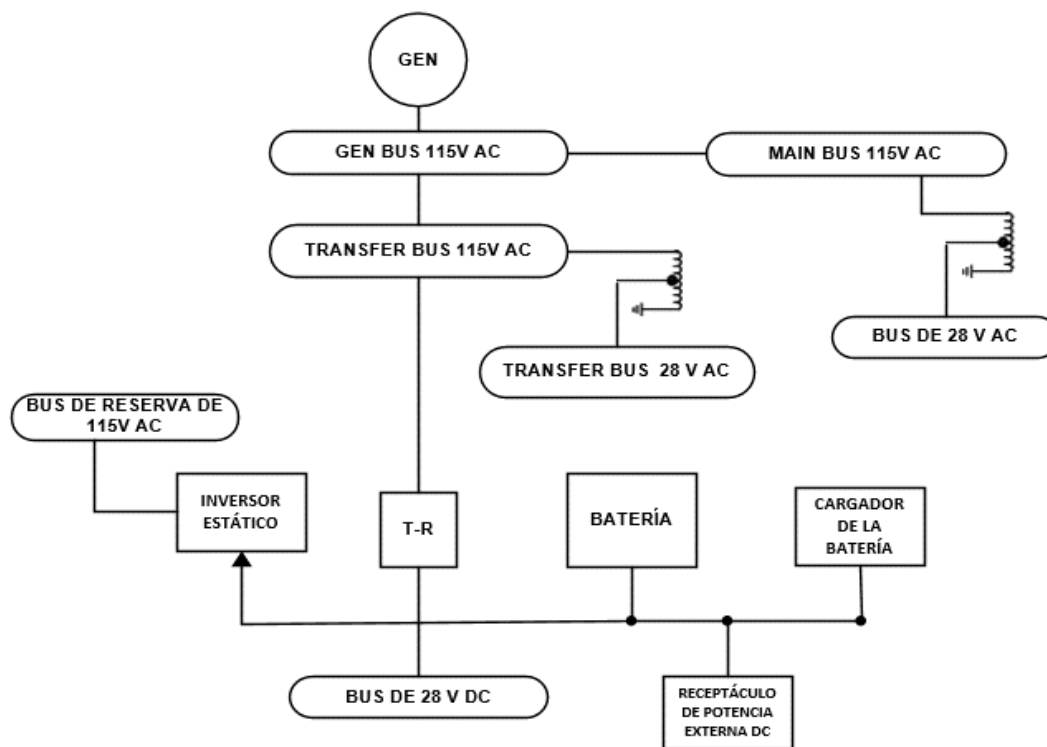 GEN
GEN BUS 115V AC
MAIN BUS 115V AC
TRANSFER BUS 115V AC
BUS DE 28 V AC
TRANSFER BUS 28 V AC
BUS DE RESERVA DE
115V AC
INVERSOR
ESTÁTICO
T-R
BATERÍA
CARGADOR
DE LA
BATERÍA
BUS DE 28 V DC
RECEPTÁCULO
DE POTENCIA
EXTERNA DC